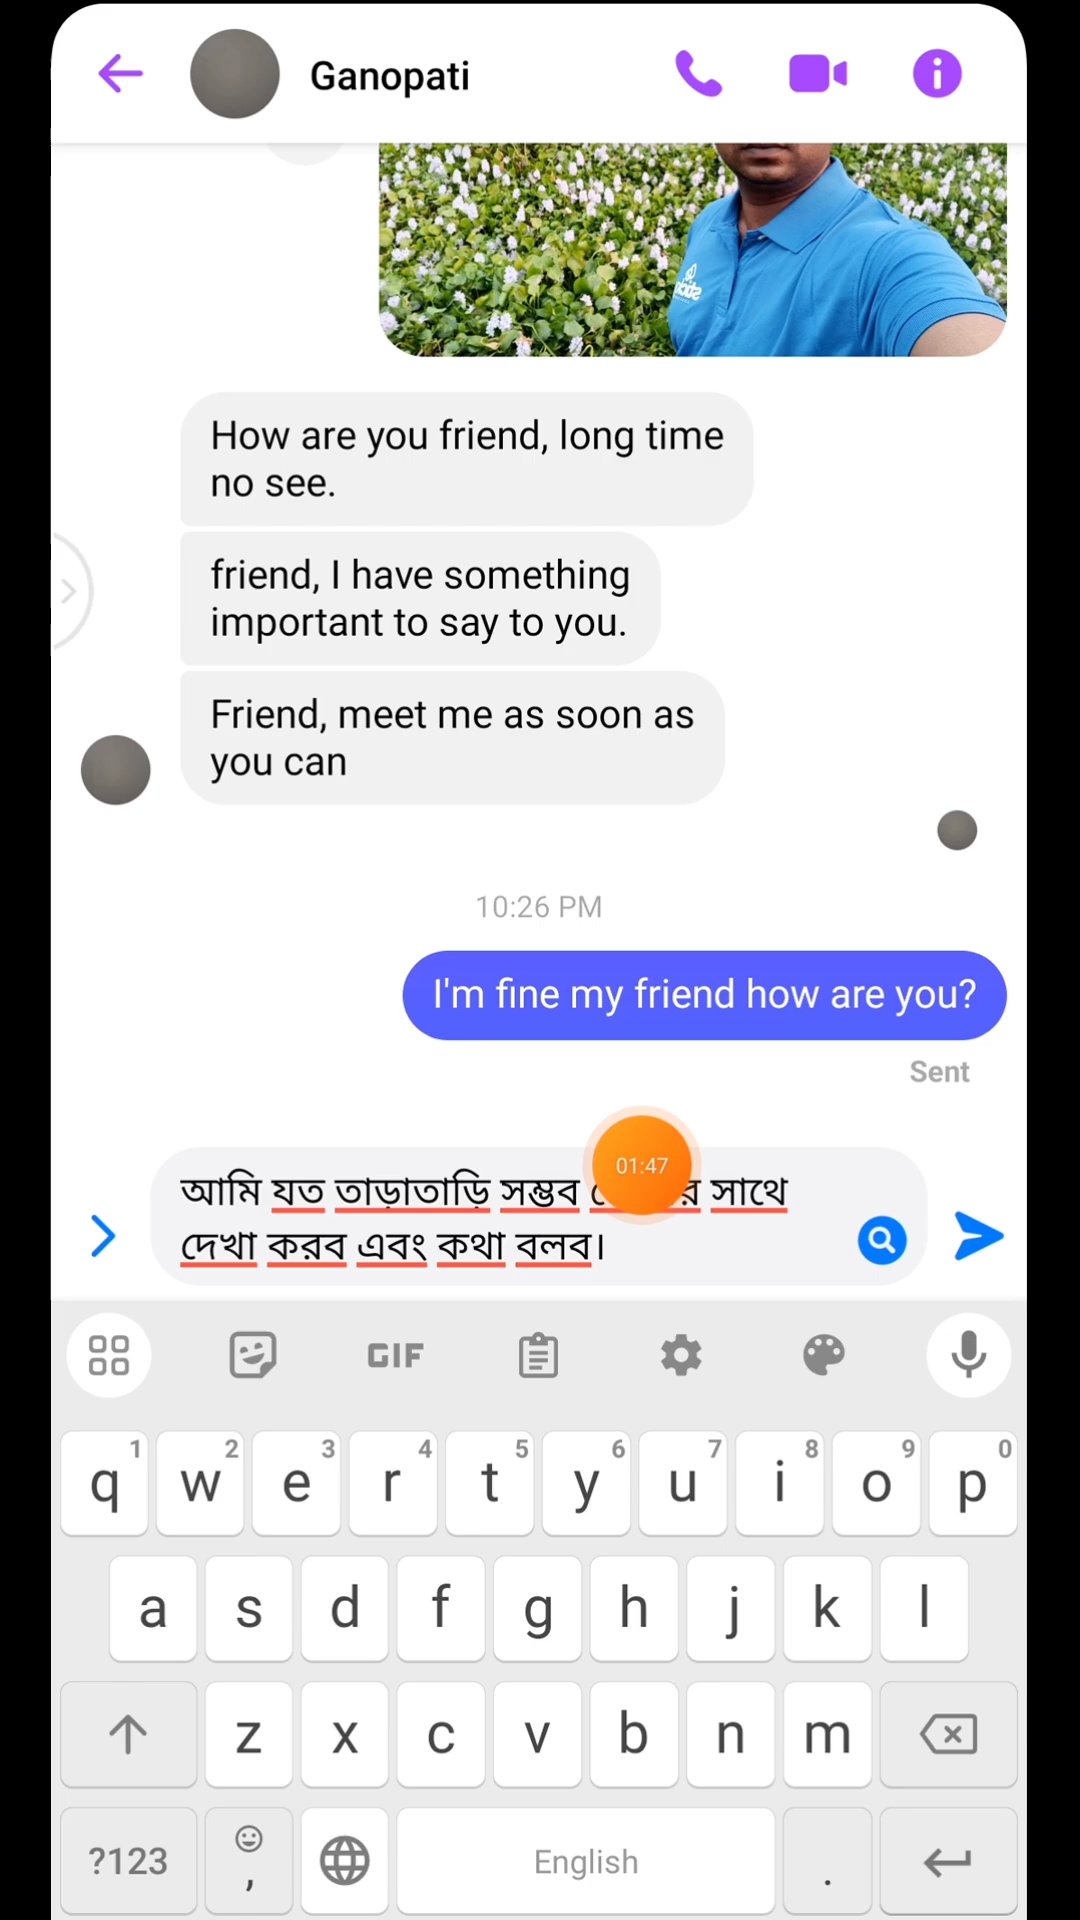 Ganopati
How are you friend, long time
no see.
friend, I have something
important to say to you.
Friend, meet me as soon as
you can
10:26 PM
I'm fine my friend how are you?
Sent
01:47
আমি যত তাড়াতাড়ি সম্ভব সাথে
দেখা করব এবং কথা বলব।
GIF
1 2 3 4 5 6 7 8 9 0
q w e r t y u i o p
a s d f g h j k l
z x c v b n m
?123 , English .